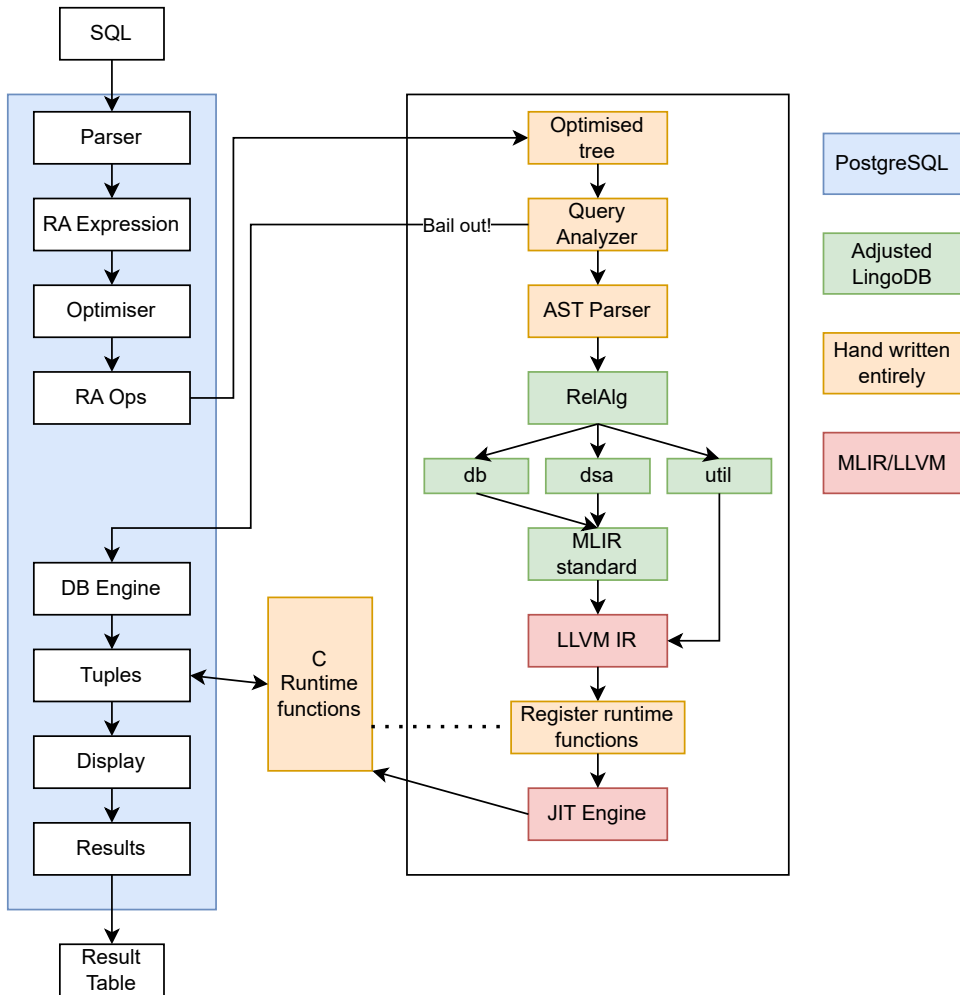 SQL
Parser
RA Expression
Optimiser
RA Ops
DB Engine
Tuples
Display
Results
Result
Table
Bail out!
C
Runtime
functions
Optimised
tree
Query
Analyzer
AST Parser
RelAlg
db
dsa
util
MLIR
standard
LLVM IR
Register runtime
functions
JIT Engine
PostgreSQL
Adjusted
LingoDB
Hand written
entirely
MLIR/LLVM